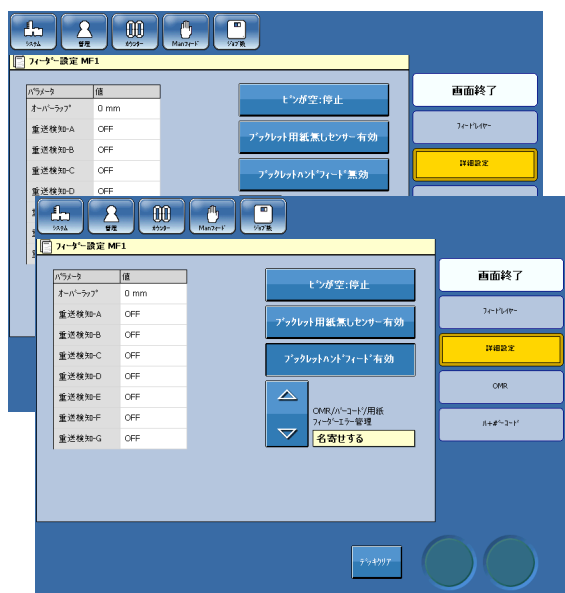 システム
管理
カウンター
Manフィード
ジョブ数
フィーダー設定 MF1
パラメータ 値
オーバーラップ 0 mm
重送検知-A OFF
重送検知-B OFF
重送検知-C OFF
重送検知-D OFF
ビンが空:停止
ブックレット用紙無しセンサー有効
ブックレットハンドフィード無効
画面終了
フィードレイヤー
詳細設定
システム
管理
カウンター
Manフィード
ジョブ数
フィーダー設定 MF1
パラメータ 値
オーバーラップ 0 mm
重送検知-A OFF
重送検知-B OFF
重送検知-C OFF
重送検知-D OFF
重送検知-E OFF
重送検知-F OFF
重送検知-G OFF
ビンが空:停止
ブックレット用紙無しセンサー有効
ブックレットハンドフィード有効
OMR/バーコード/用紙
フィーダーエラー管理
名寄せする
画面終了
フィードレイヤー
詳細設定
OMR
バーコード
デッキクリア